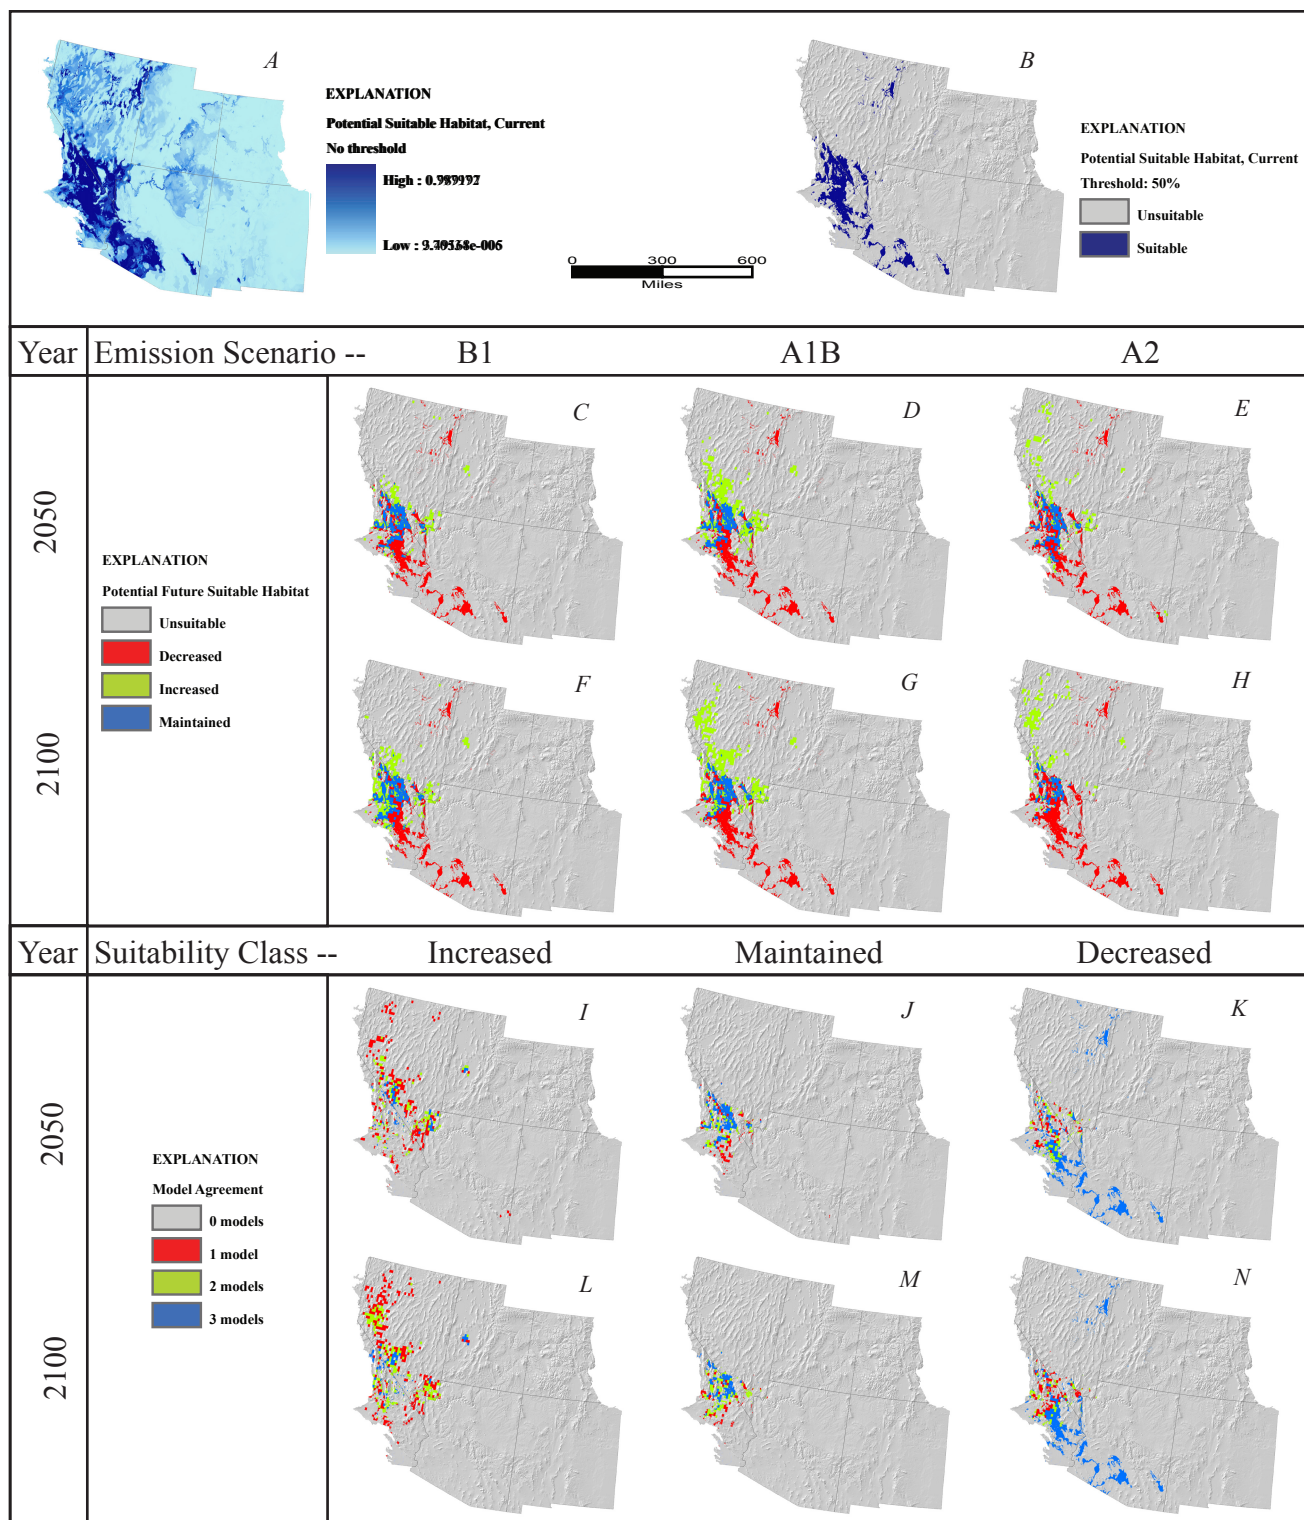 A
EXPLANATION
Potential Suitable Habitat, Current
No threshold
High :
Low :
0 300 600
Miles
B
EXPLANATION
Potential Suitable Habitat, Current
Threshold: 50%
Unsuitable
Suitable
Year Emission Scenario -- B1 A1B A2
2050
C D E
EXPLANATION
Potential Future Suitable Habitat
Unsuitable
Decreased
Increased
Maintained
2100
F G H
Year Suitability Class -- Increased Maintained Decreased
2050
I J K
EXPLANATION
Model Agreement
0 models
1 model
2 models
3 models
2100
L M N